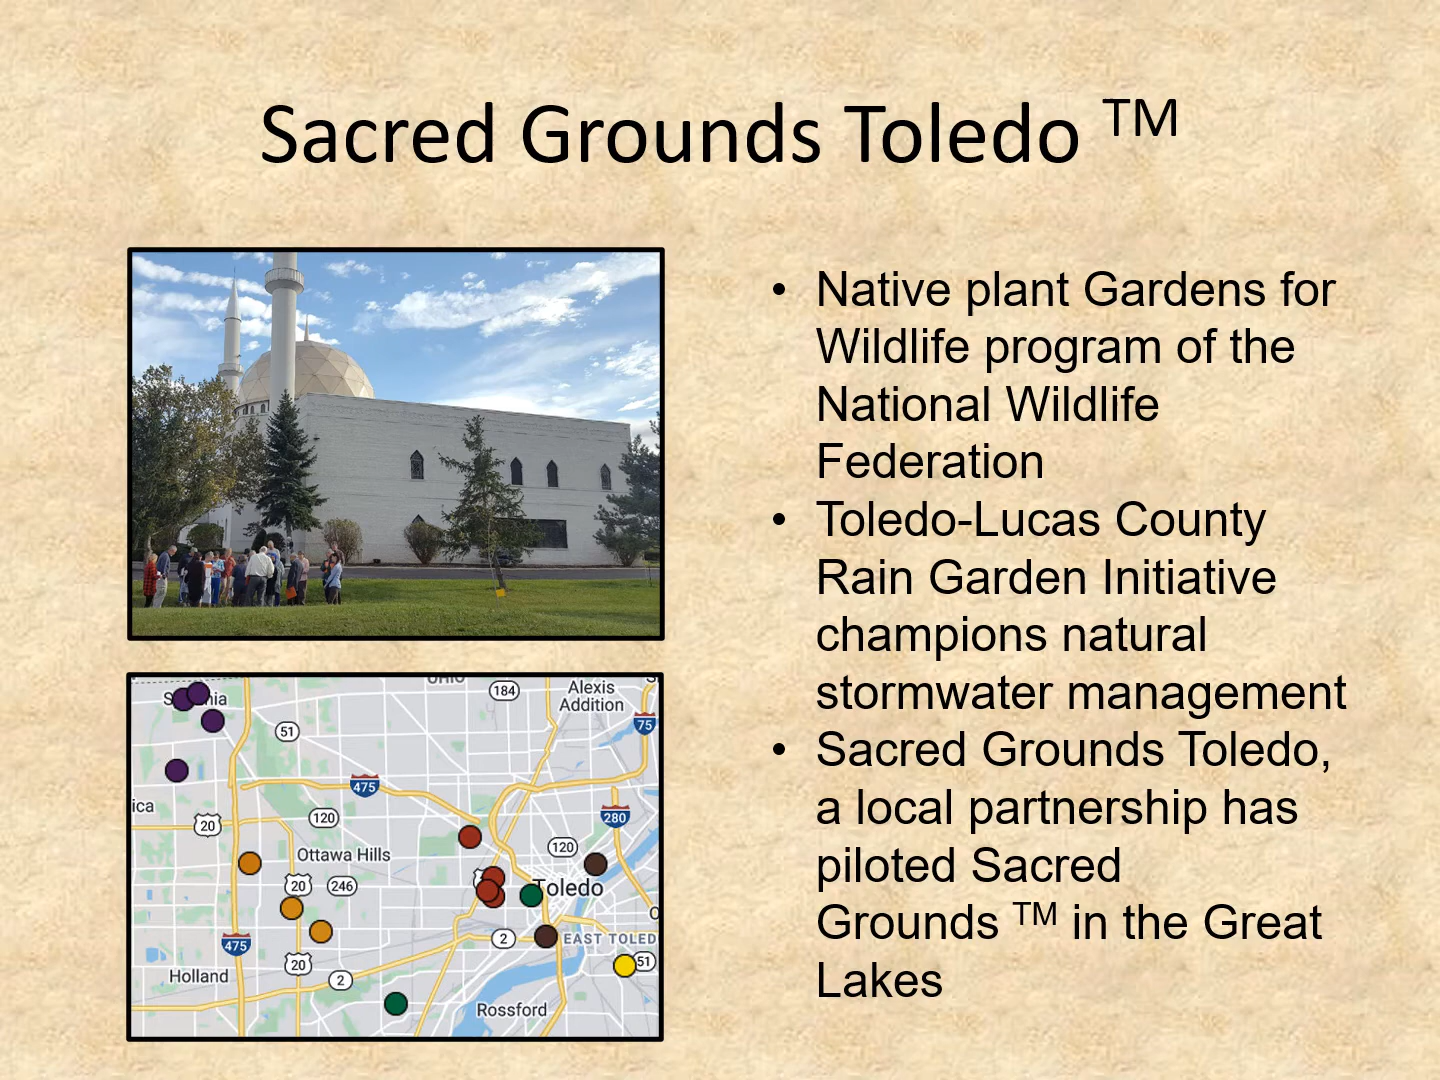 Sacred Grounds Toledo ™
• Native plant Gardens for
Wildlife program of the
National Wildlife
Federation
• Toledo-Lucas County
Rain Garden Initiative
champions natural
stormwater management
• Sacred Grounds Toledo,
a local partnership has
piloted Sacred
Grounds ™ in the Great
Lakes
184
Alexis
Addition
75
51
475
120
280
20
Ottawa Hills
120
20
246
Toledo
475
2
EAST TOLED
51
20
Holland
2
Rossford